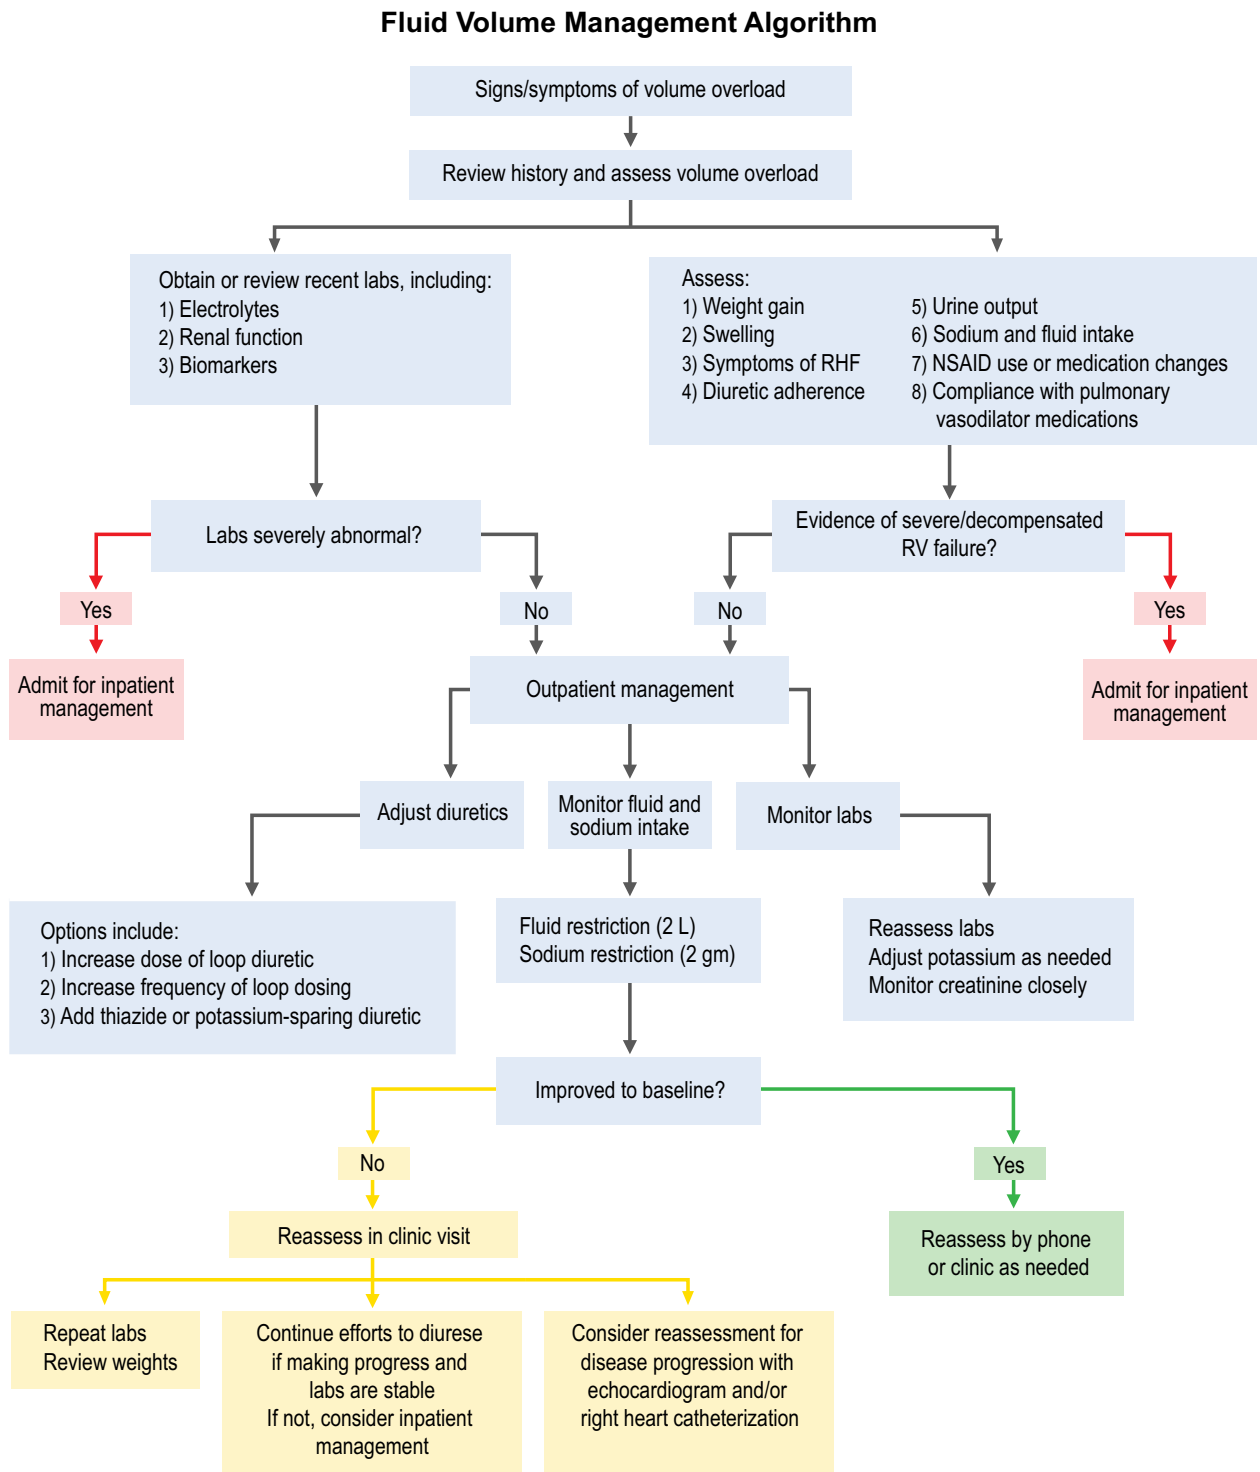 Fluid Volume Management Algorithm
Signs/symptoms of volume overload
Review history and assess volume overload
Obtain or review recent labs, including:
1) Electrolytes
2) Renal function
3) Biomarkers
Assess:
1) Weight gain
2) Swelling
3) Symptoms of RHF
4) Diuretic adherence
5) Urine output
6) Sodium and fluid intake
7) NSAID use or medication changes
8) Compliance with pulmonary
vasodilator medications
Labs severely abnormal?
Evidence of severe/decompensated
RV failure?
Yes
No
No
Yes
Admit for inpatient
management
Outpatient management
Admit for inpatient
management
Adjust diuretics
Monitor fluid and
sodium intake
Monitor labs
Options include:
1) Increase dose of loop diuretic
2) Increase frequency of loop dosing
3) Add thiazide or potassium-sparing diuretic
Fluid restriction (2 L)
Sodium restriction (2 gm)
Reassess labs
Adjust potassium as needed
Monitor creatinine closely
Improved to baseline?
No
Yes
Reassess in clinic visit
Reassess by phone
or clinic as needed
Repeat labs
Review weights
Continue efforts to diurese
if making progress and
labs are stable
If not, consider inpatient
management
Consider reassessment for
disease progression with
echocardiogram and/or
right heart catheterization